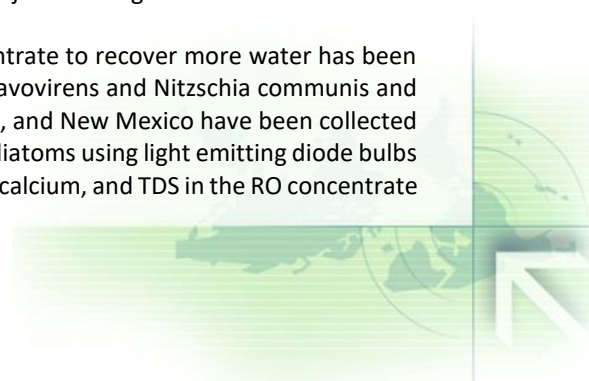 ntrate to recover more water has been
avovirens and Nitzschia communis and
, and New Mexico have been collected
diatoms using light emitting diode bulbs
calcium, and TDS in the RO concentrate